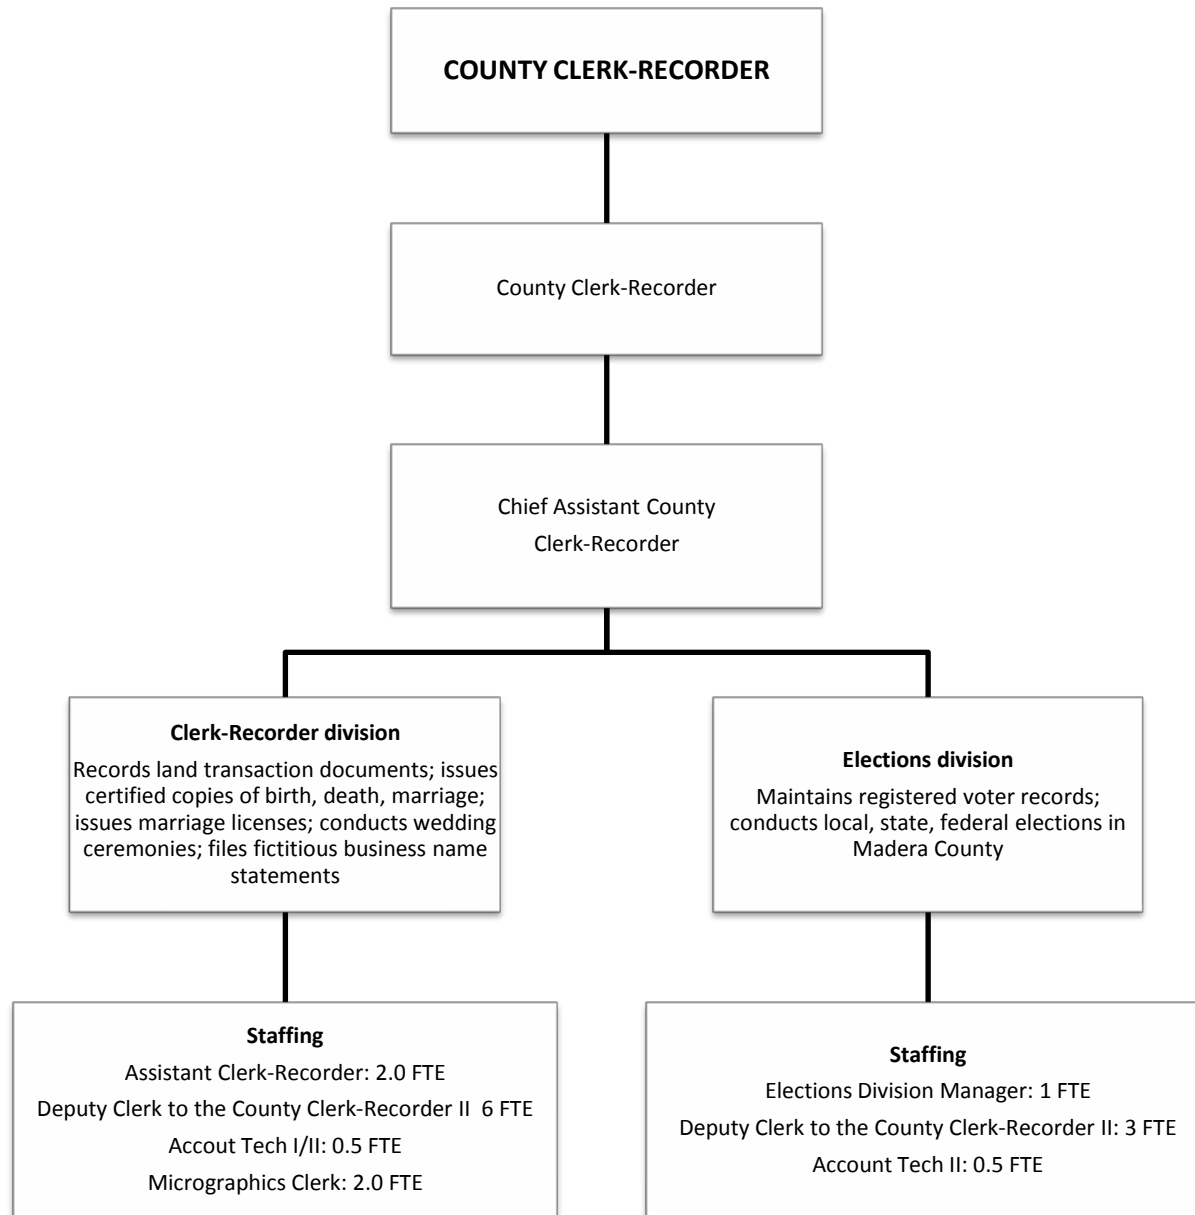 COUNTY CLERK-RECORDER
County Clerk-Recorder
Chief Assistant County
Clerk-Recorder
Clerk-Recorder division
Records land transaction documents; issues
certified copies of birth, death, marriage;
issues marriage licenses; conducts wedding
ceremonies; files fictitious business name
statements
Elections division
Maintains registered voter records;
conducts local, state, federal elections in
Madera County
Staffing
Assistant Clerk-Recorder: 2.0 FTE
Deputy Clerk to the County Clerk-Recorder II  6 FTE
Accout Tech I/II: 0.5 FTE
Micrographics Clerk: 2.0 FTE
Staffing
Elections Division Manager: 1 FTE
Deputy Clerk to the County Clerk-Recorder II: 3 FTE
Account Tech II: 0.5 FTE